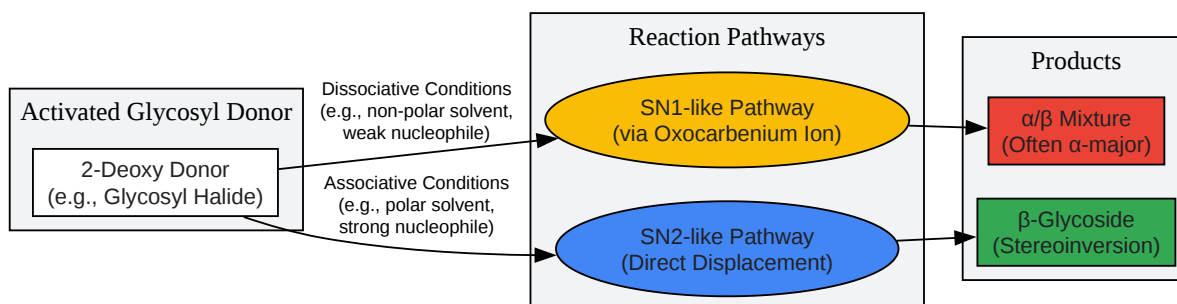 Activated Glycosyl Donor
2-Deoxy Donor
(e.g., Glycosyl Halide)
Dissociative Conditions
(e.g., non-polar solvent,
weak nucleophile)
Associative Conditions
(e.g., polar solvent,
strong nucleophile)
Reaction Pathways
SN1-like Pathway
(via Oxocarbenium Ion)
SN2-like Pathway
(Direct Displacement)
Products
α/β Mixture
(Often α-major)
β-Glycoside
(Stereoinversion)